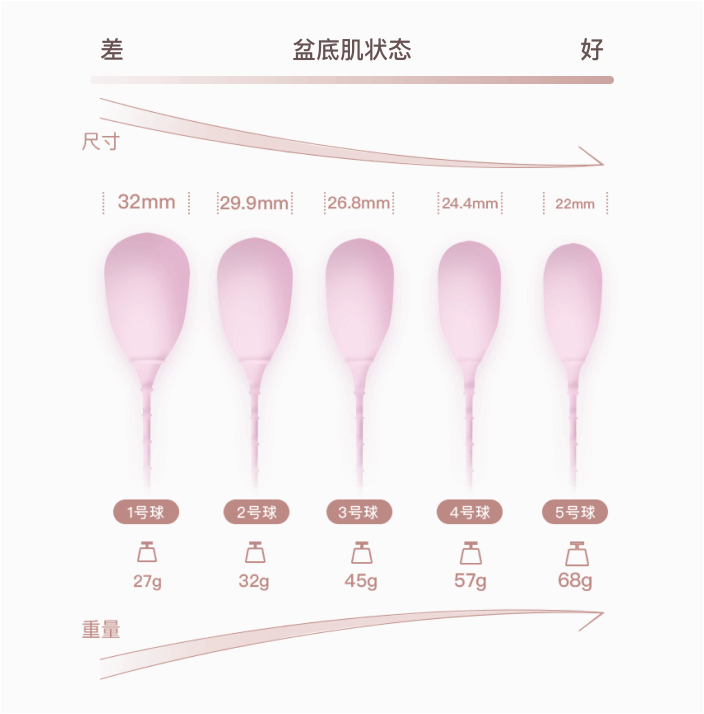 差 盆底肌状态 好
尺寸
32mm 29.9mm 26.8mm 24.4mm 22mm
1号球 2号球 3号球 4号球 5号球
27g 32g 45g 57g 68g
重量